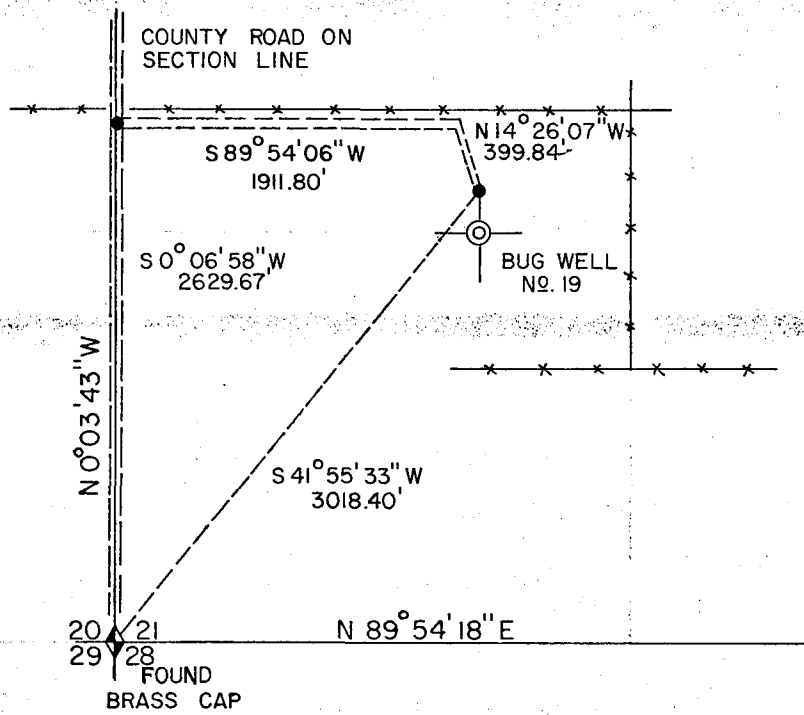 COUNTY ROAD ON
SECTION LINE
N 14° 26' 07" W
399.84'
S 89° 54' 06" W
1911.80'
S 0° 06' 58" W
2629.67'
BUG WELL
NO. 19
N 0° 03' 43" W
S 41° 55' 33" W
3018.40'
20 21
N 89° 54' 18" E
29 28
FOUND
BRASS CAP